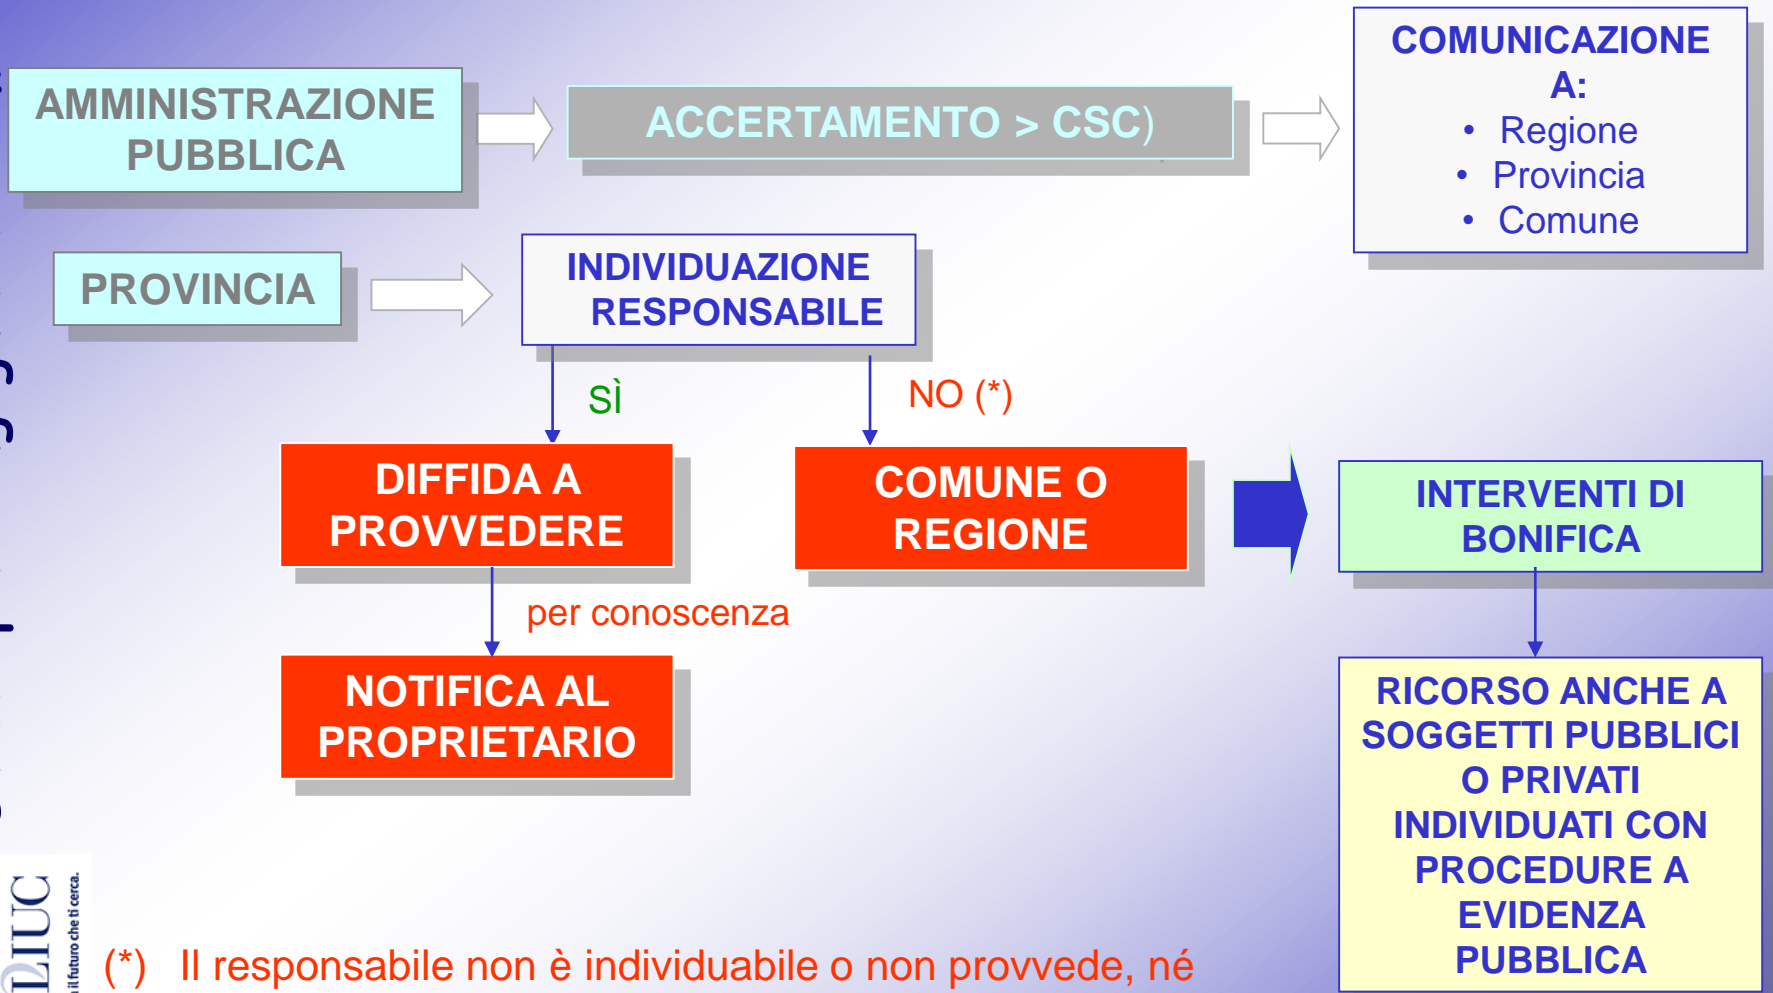 AMMINISTRAZIONE
PUBBLICA
ACCERTAMENTO > CSC)
COMUNICAZIONE
A:
• Regione
• Provincia
• Comune
PROVINCIA
INDIVIDUAZIONE
RESPONSABILE
SÌ
NO (*)
DIFFIDA A
PROVVEDERE
COMUNE O
REGIONE
INTERVENTI DI
BONIFICA
per conoscenza
NOTIFICA AL
PROPRIETARIO
RICORSO ANCHE A
SOGGETTI PUBBLICI
O PRIVATI
INDIVIDUATI CON
PROCEDURE A
EVIDENZA
PUBBLICA
LIUC
il futuro che ti cerca.
(*) Il responsabile non è individuabile o non provvede, né